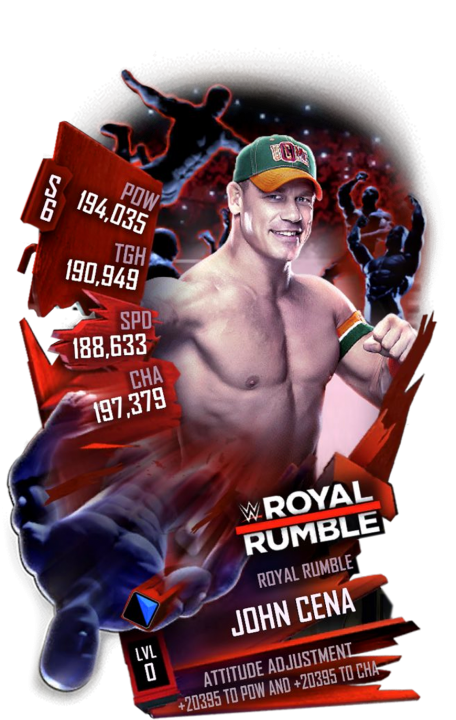 S6
POW
194,035
TGH
190,949
SPD
188,633
CHA
197,379
W ROYAL
RUMBLE
ROYAL RUMBLE
JOHN CENA
LVL
0
ATTITUDE ADJUSTMENT
+20395 TO POW AND +20395 TO CHA